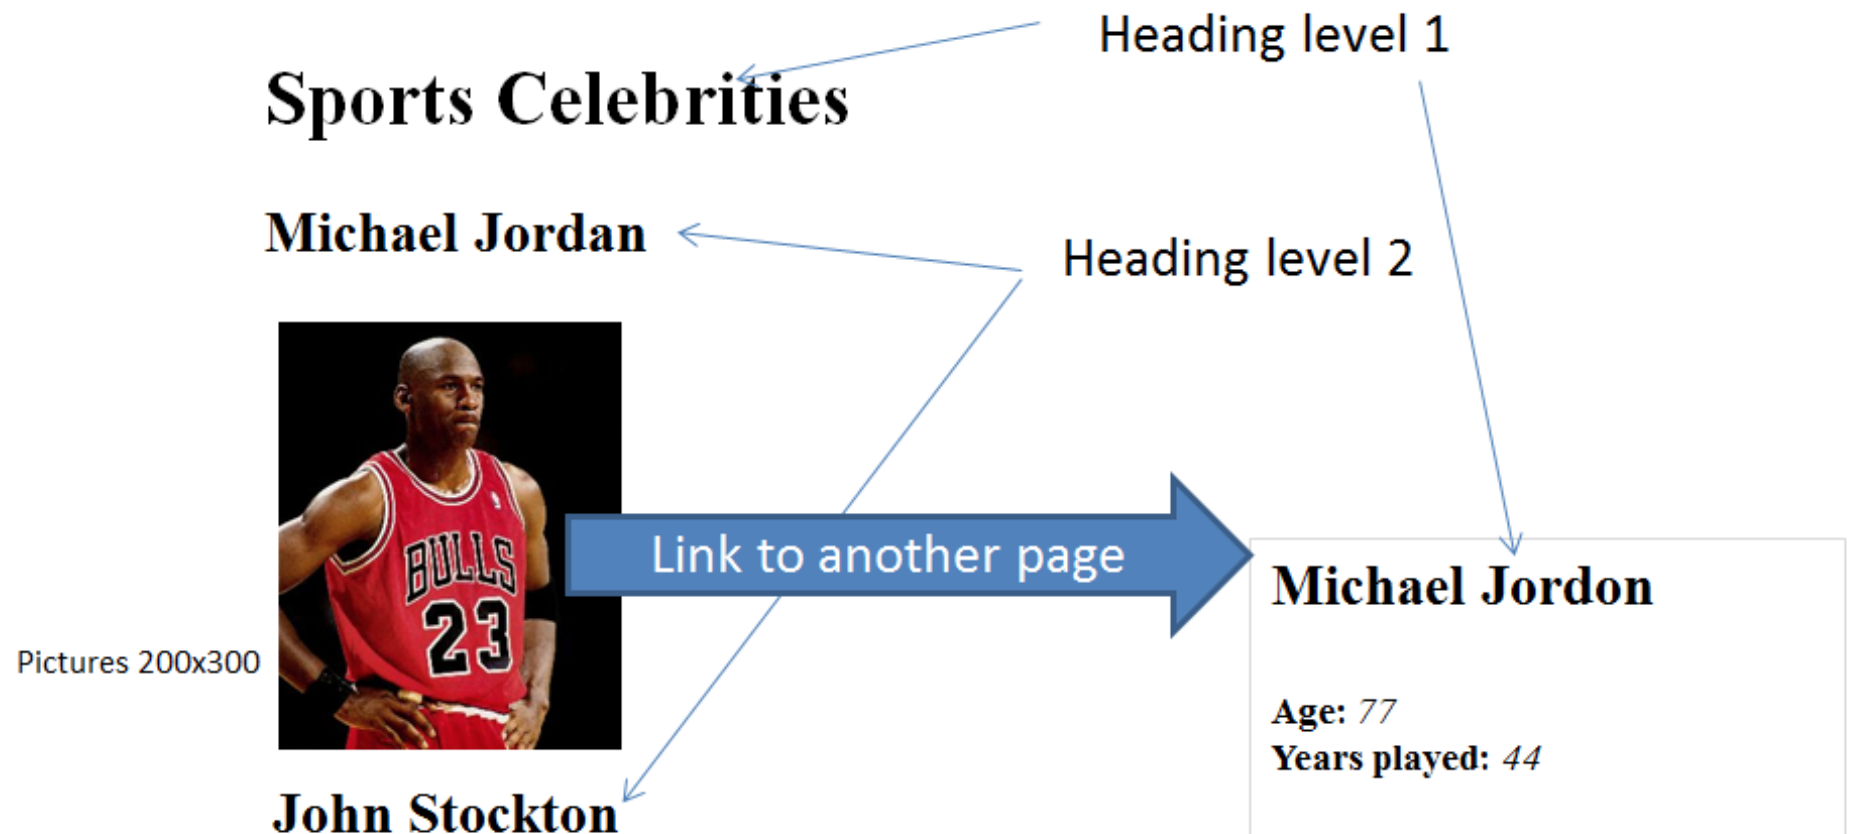 Heading level 1
Sports Celebrities
Michael Jordan
Heading level 2
BULLS
23
Link to another page
Michael Jordon
Pictures 200x300
Age: 77
Years played: 44
John Stockton